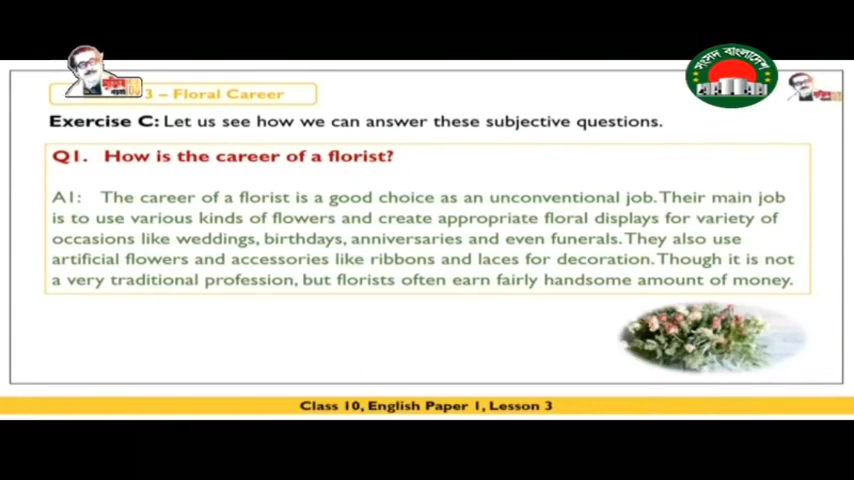 সংসদ বাংলাদেশ
3 – Floral Career
Exercise C: Let us see how we can answer these subjective questions.
Q1. How is the career of a florist?
A1: The career of a florist is a good choice as an unconventional job. Their main job
is to use various kinds of flowers and create appropriate floral displays for variety of
occasions like weddings, birthdays, anniversaries and even funerals. They also use
artificial flowers and accessories like ribbons and laces for decoration. Though it is not
a very traditional profession, but florists often earn fairly handsome amount of money.
Class 10, English Paper 1, Lesson 3